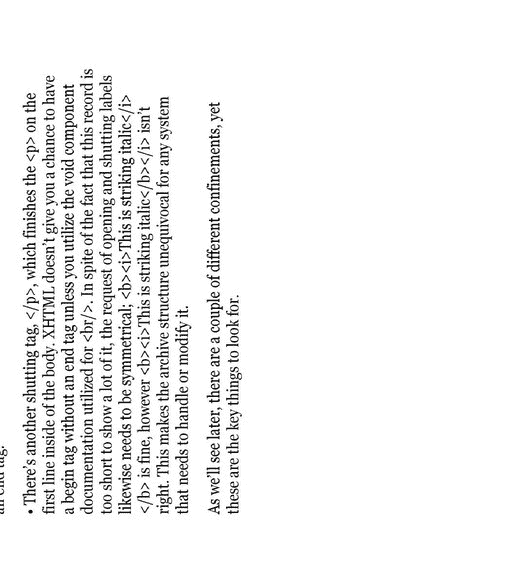 an end tag.
• There's another shutting tag, </p>, which finishes the <p> on the
first line inside of the body. XHTML doesn't give you a chance to have
a begin tag without an end tag unless you utilize the void component
documentation utilized for <br/>. In spite of the fact that this record is
too short to show a lot of it, the request of opening and shutting labels
likewise needs to be symmetrical; <b><i>This is striking italic</i>
</b> is fine, however <b><i>This is striking italic</b></i> isn't
right. This makes the archive structure unequivocal for any system
that needs to handle or modify it.
As we'll see later, there are a couple of different confinements, yet
these are the key things to look for.